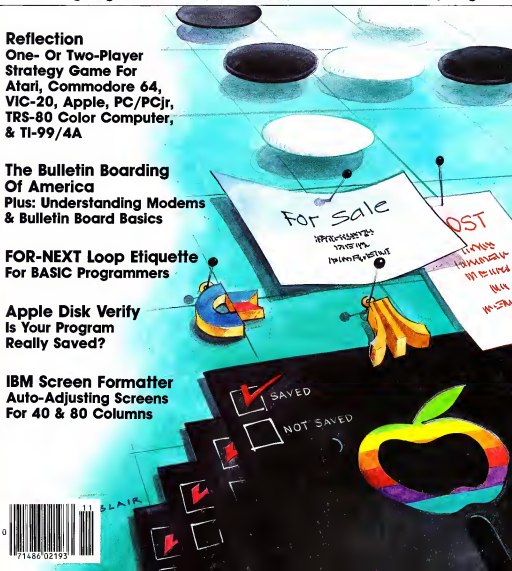 Reflection
One- Or Two-Player
Strategy Game For
Atari, Commodore 64,
VIC-20, Apple, PC/PCjr,
TRS-80 Color Computer,
& TI-99/4A
The Bulletin Boarding
Of America
Plus: Understanding Modems
& Bulletin Board Basics
FOR-NEXT Loop Etiquette
For BASIC Programmers
Apple Disk Verify
Is Your Program
Really Saved?
IBM Screen Formatter
Auto-Adjusting Screens
For 40 & 80 Columns
For Sale
OST
SAVED
NOT SAVED
BLAIR
11
0
71486 02193